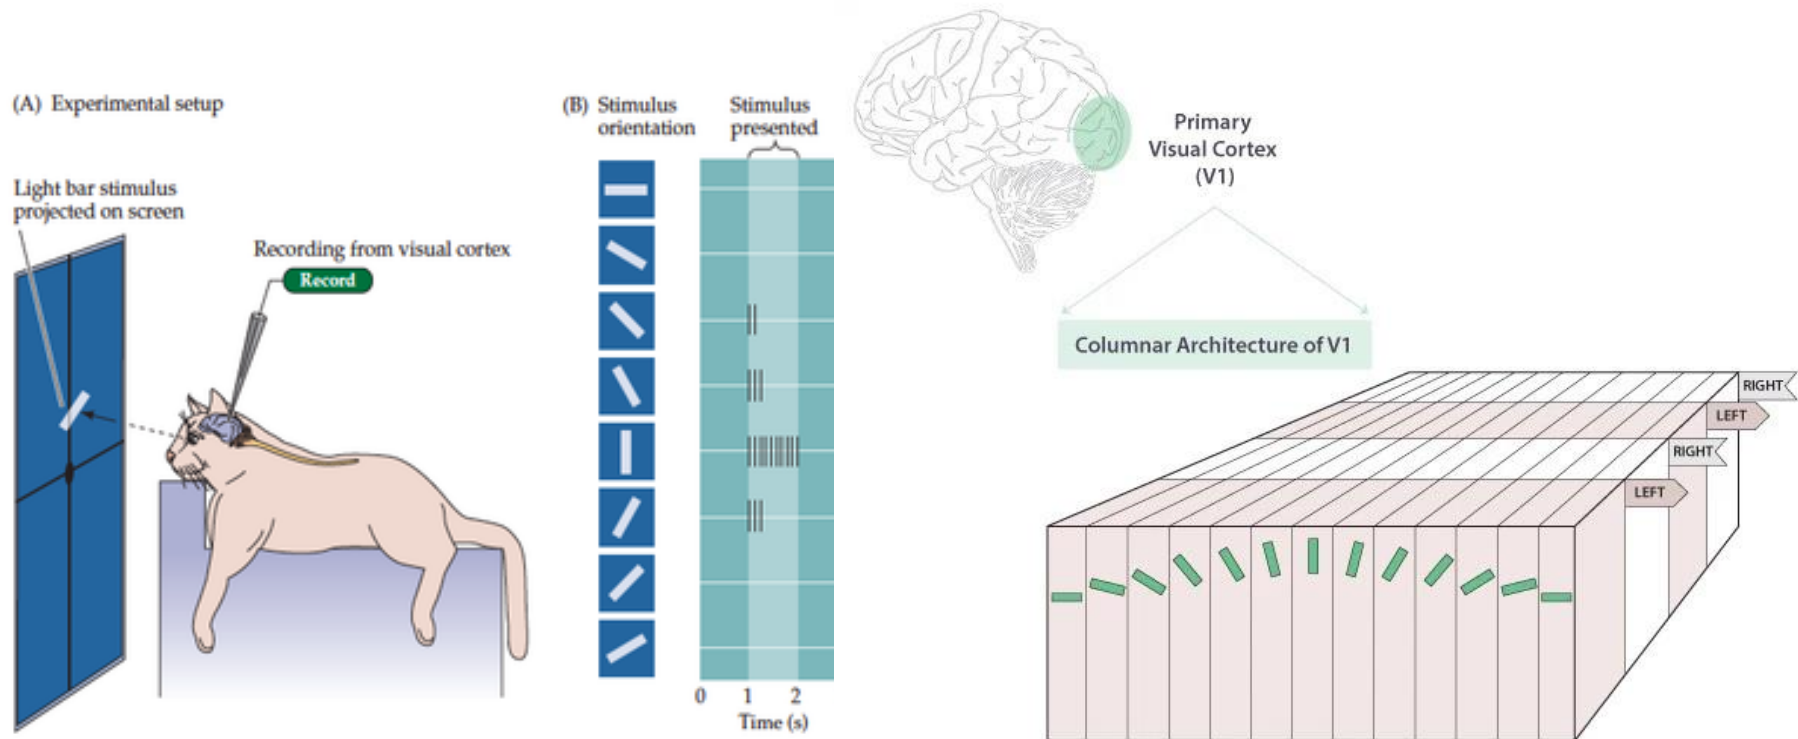 (A) Experimental setup
Light bar stimulus
projected on screen
Recording from visual cortex
Record
(B) Stimulus
orientation
Stimulus
presented
0 1 2
Time (s)
Primary
Visual Cortex
(V1)
Columnar Architecture of V1
RIGHT
LEFT
RIGHT
LEFT